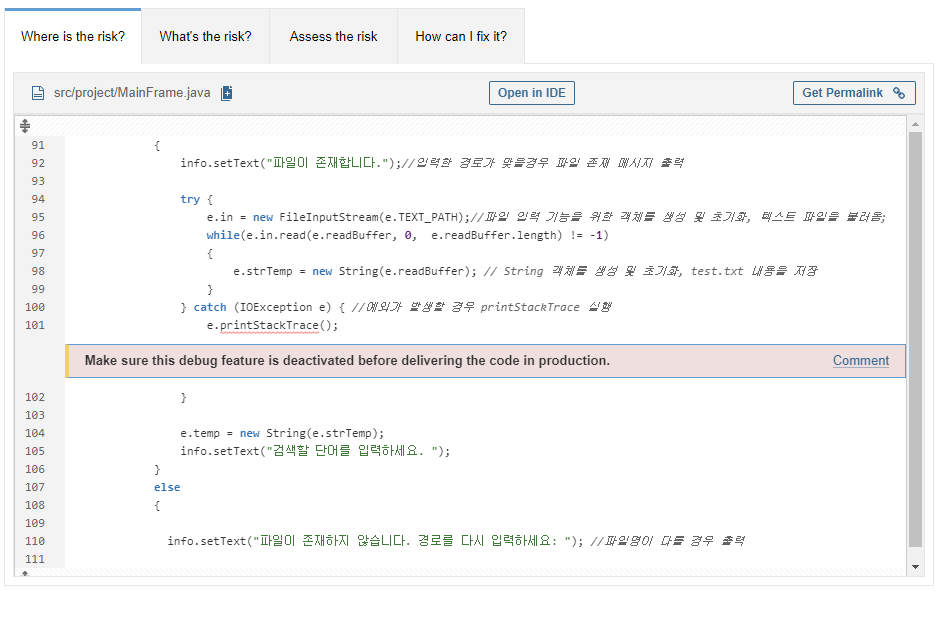 Where is the risk? What's the risk? Assess the risk How can I fix it?
src/project/MainFrame.java Open in IDE Get Permalink
91 {
92 info.setText("파일이 존재합니다.");//입력한 경로가 맞을경우 파일 존재 메시지 출력
93
94 try {
95 e.in = new FileInputStream(e.TEXT_PATH);//파일 입력 기능을 위한 객체를 생성 및 초기화, 텍스트 파일을 불러옴;
96 while(e.in.read(e.readBuffer, 0, e.readBuffer.length) != -1)
97 {
98 e.strTemp = new String(e.readBuffer); // String 객체를 생성 및 초기화, test.txt 내용을 저장
99 }
100 } catch (IOException e) { //예외가 발생할 경우 printStackTrace 실행
101 e.printStackTrace();
Make sure this debug feature is deactivated before delivering the code in production. Comment
102 }
103
104 e.temp = new String(e.strTemp);
105 info.setText("검색할 단어를 입력하세요. ");
106 }
107 else
108 {
109
110 info.setText("파일이 존재하지 않습니다. 경로를 다시 입력하세요: "); //파일명이 다를 경우 출력
111